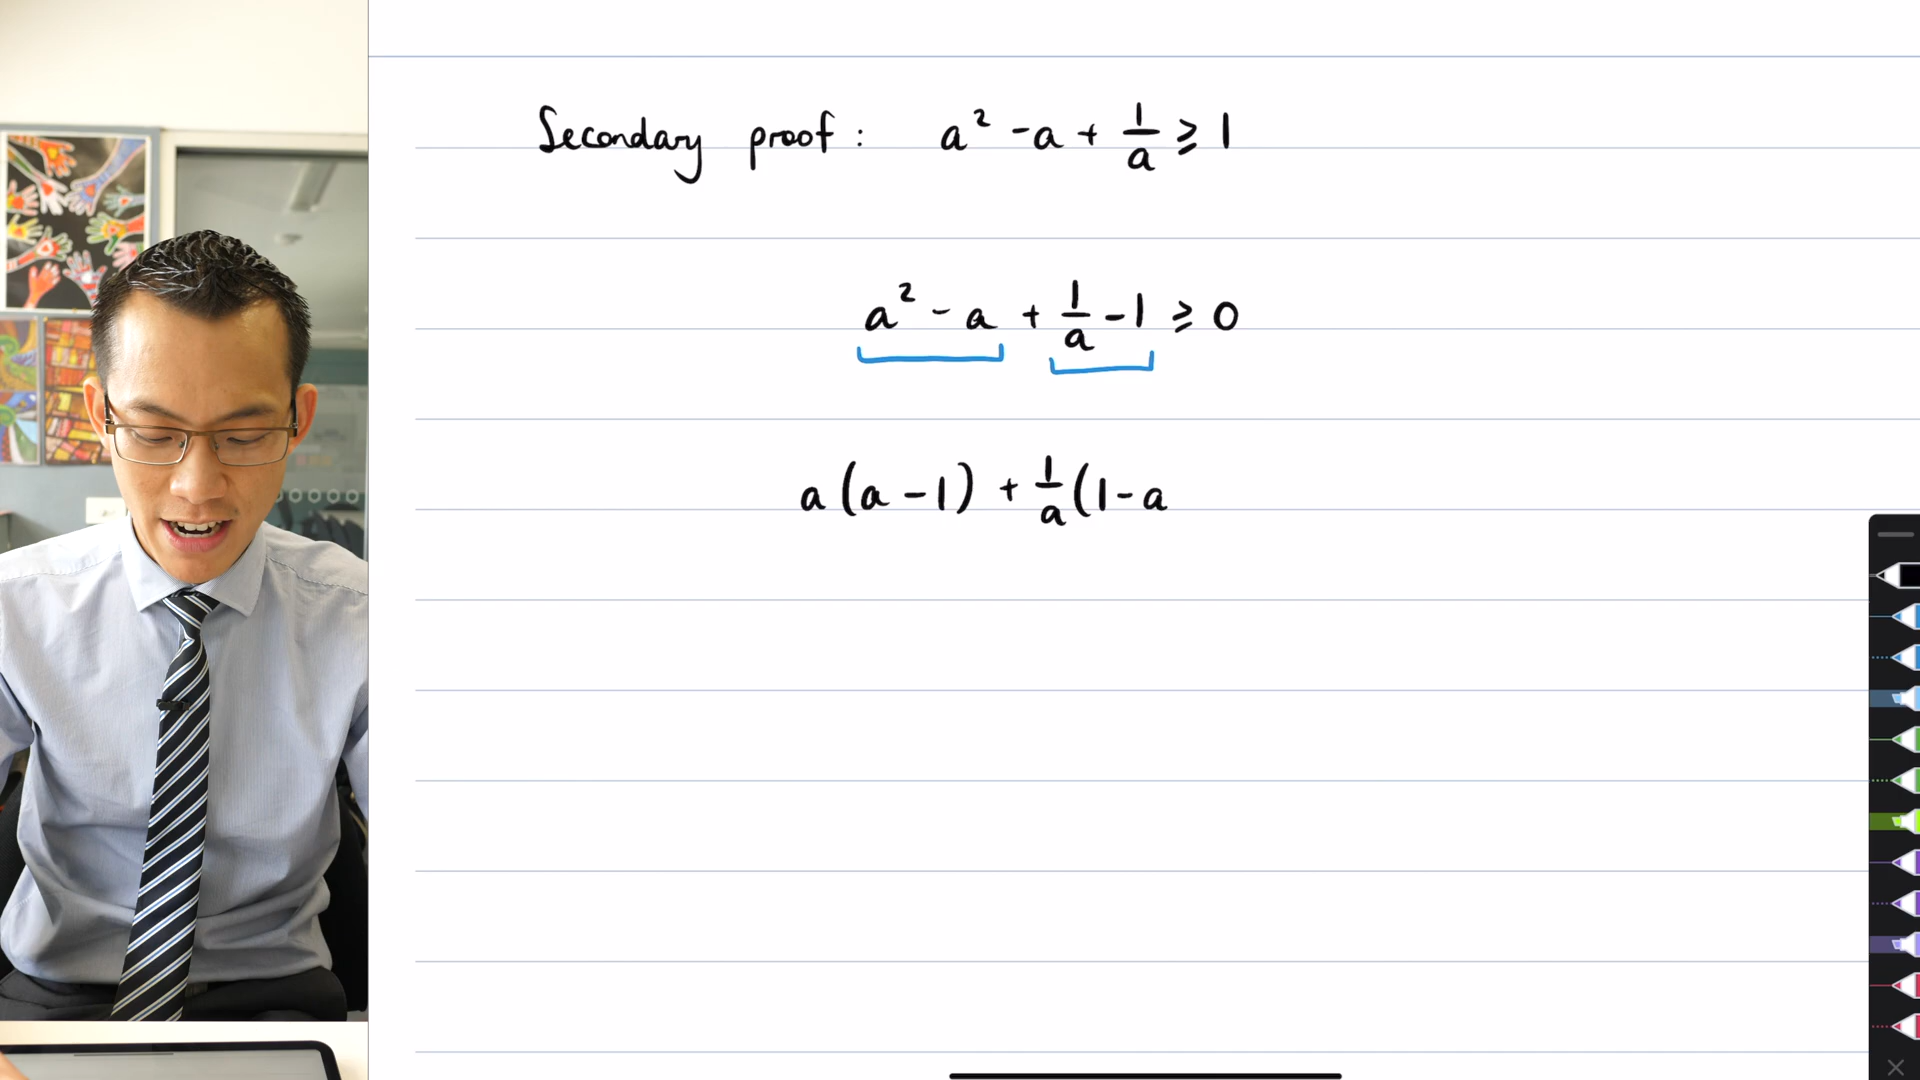 Secondary proof : a² - a + 1/a ⩾ 1
a² - a + 1/a - 1 ⩾ 0
a (a - 1) + 1/a (1 - a